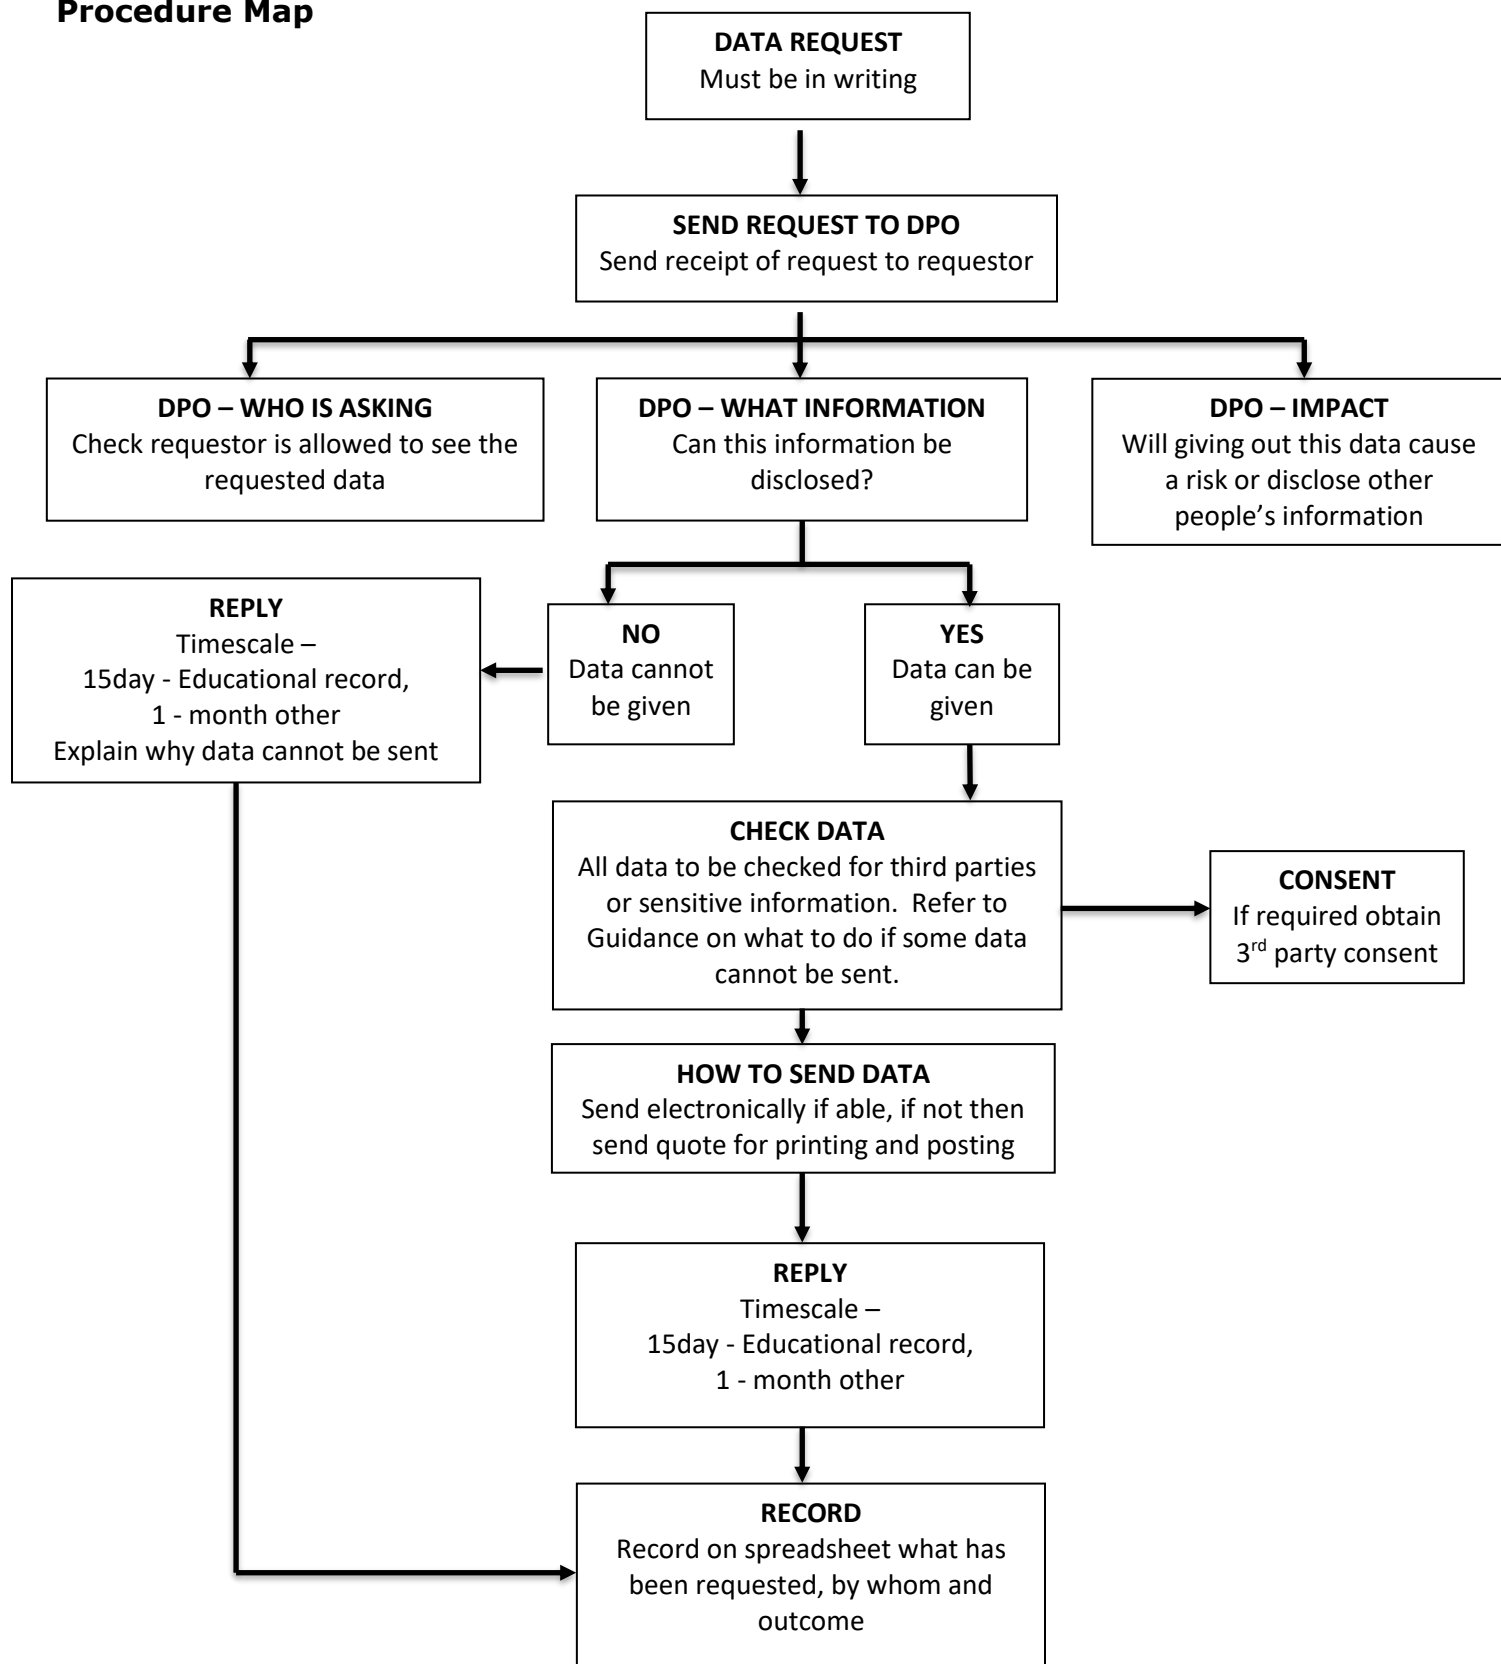 Procedure Map
DATA REQUEST
Must be in writing
SEND REQUEST TO DPO
Send receipt of request to requestor
DPO – WHO IS ASKING
Check requestor is allowed to see the
requested data
DPO – WHAT INFORMATION
Can this information be
disclosed?
DPO – IMPACT
Will giving out this data cause
a risk or disclose other
people’s information
REPLY
Timescale –
15day - Educational record,
1 - month other
Explain why data cannot be sent
NO
Data cannot
be given
YES
Data can be
given
CHECK DATA
All data to be checked for third parties
or sensitive information.  Refer to
Guidance on what to do if some data
cannot be sent.
CONSENT
If required obtain
3rd party consent
HOW TO SEND DATA
Send electronically if able, if not then
send quote for printing and posting
REPLY
Timescale –
15day - Educational record,
1 - month other
RECORD
Record on spreadsheet what has
been requested, by whom and
outcome